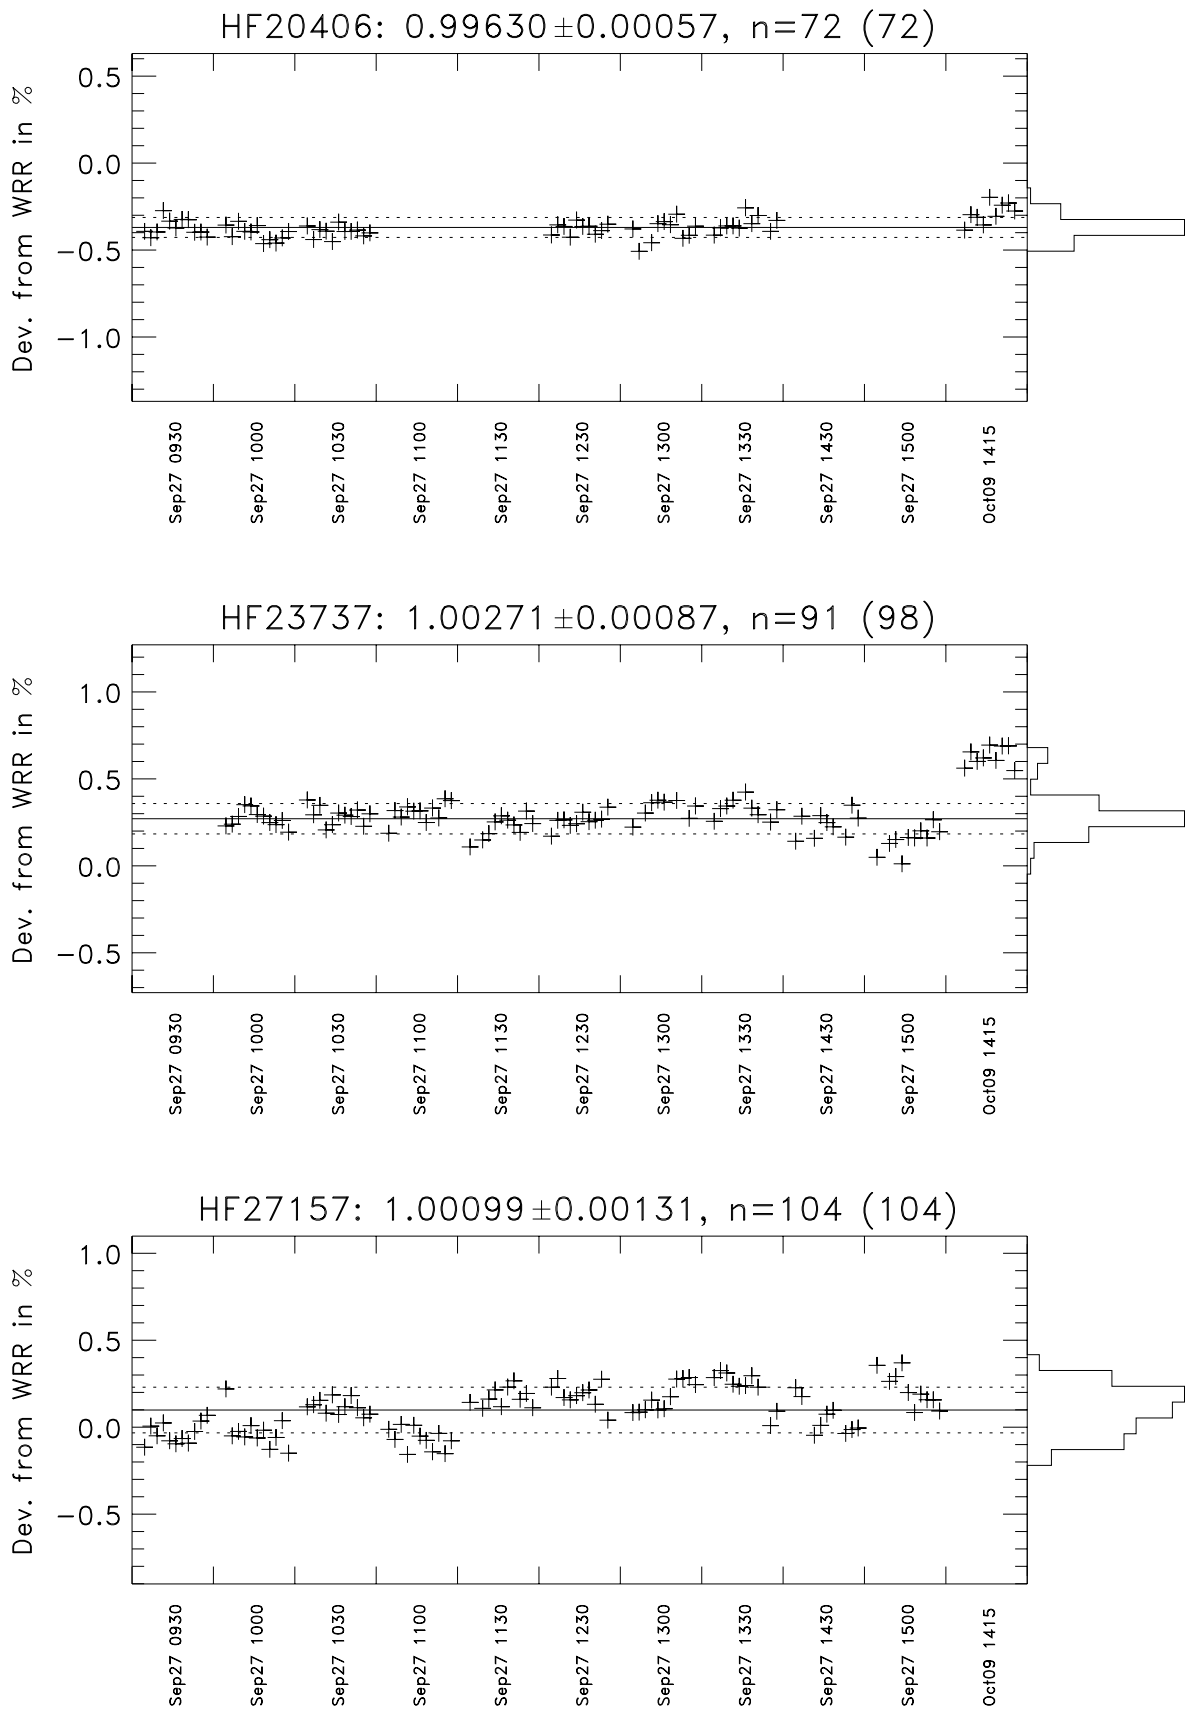 HF20406: 0.99630±0.00057, n=72 (72)
Dev. from WRR in %
0.5
0.0
−0.5
−1.0
Sep27 0930
Sep27 1000
Sep27 1030
Sep27 1100
Sep27 1130
Sep27 1230
Sep27 1300
Sep27 1330
Sep27 1430
Sep27 1500
Oct09 1415
HF23737: 1.00271±0.00087, n=91 (98)
Dev. from WRR in %
1.0
0.5
0.0
−0.5
Sep27 0930
Sep27 1000
Sep27 1030
Sep27 1100
Sep27 1130
Sep27 1230
Sep27 1300
Sep27 1330
Sep27 1430
Sep27 1500
Oct09 1415
HF27157: 1.00099±0.00131, n=104 (104)
Dev. from WRR in %
1.0
0.5
0.0
−0.5
Sep27 0930
Sep27 1000
Sep27 1030
Sep27 1100
Sep27 1130
Sep27 1230
Sep27 1300
Sep27 1330
Sep27 1430
Sep27 1500
Oct09 1415